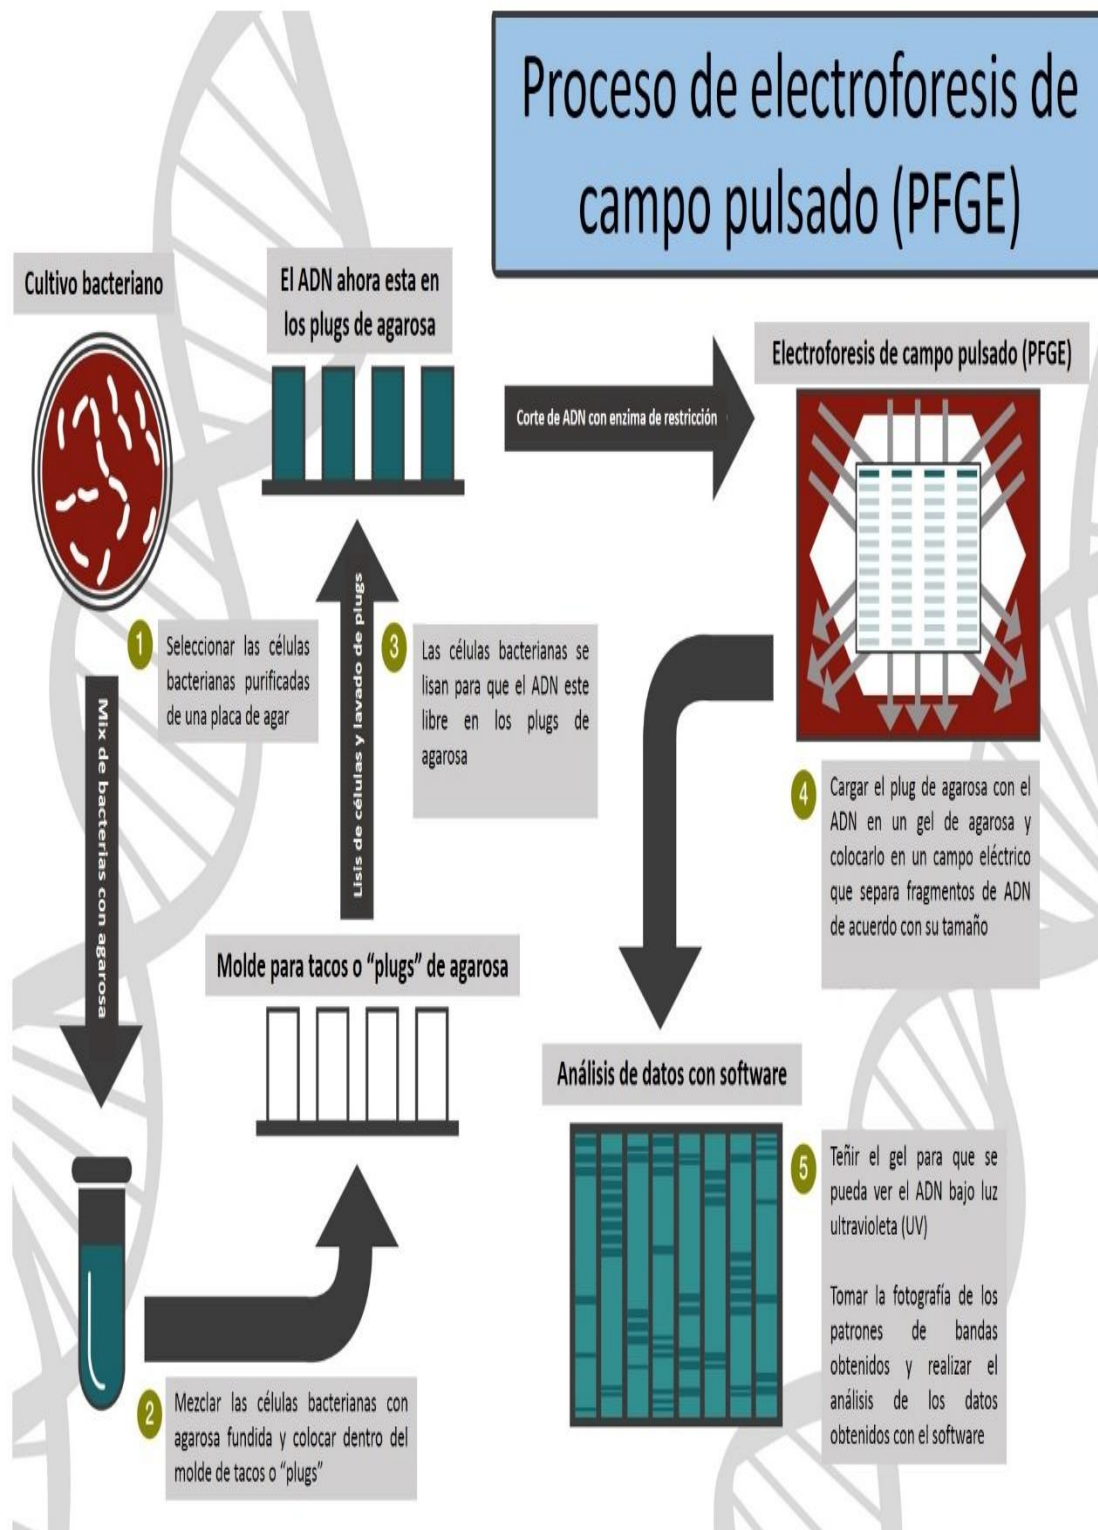 Proceso de electroforesis de
campo pulsado (PFGE)
Cultivo bacteriano
El ADN ahora esta en
los plugs de agarosa
Corte de ADN con enzima de restricción
Electroforesis de campo pulsado (PFGE)
1
Seleccionar las células
bacterianas purificadas
de una placa de agar
Mix de bacterias con agarosa
Lisis de células y lavado de plugs
3
Las células bacterianas se
lisan para que el ADN este
libre en los plugs de
agarosa
4
Cargar el plug de agarosa con el
ADN en un gel de agarosa y
colocarlo en un campo eléctrico
que separa fragmentos de ADN
de acuerdo con su tamaño
Molde para tacos o “plugs” de agarosa
2
Mezclar las células bacterianas con
agarosa fundida y colocar dentro del
molde de tacos o “plugs”
Análisis de datos con software
5
Teñir el gel para que se
pueda ver el ADN bajo luz
ultravioleta (UV)
Tomar la fotografía de los
patrones de bandas
obtenidos y realizar el
análisis de los datos
obtenidos con el software